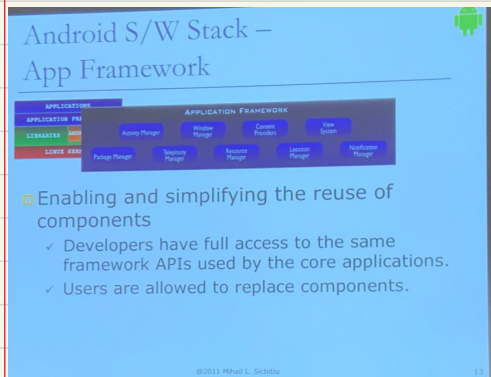 Android S/W Stack –
App Framework
APPLICATIONS
APPLICATION FRA
LIBRARIES
LINUX KER
APPLICATION FRAMEWORK
Activity Manager
Window Manager
Content Providers
View System
Package Manager
Telephony Manager
Resource Manager
Location Manager
Notification Manager
Enabling and simplifying the reuse of
components
✓ Developers have full access to the same
framework APIs used by the core applications.
✓ Users are allowed to replace components.
@2011 Mihail L. Sichitiu
13